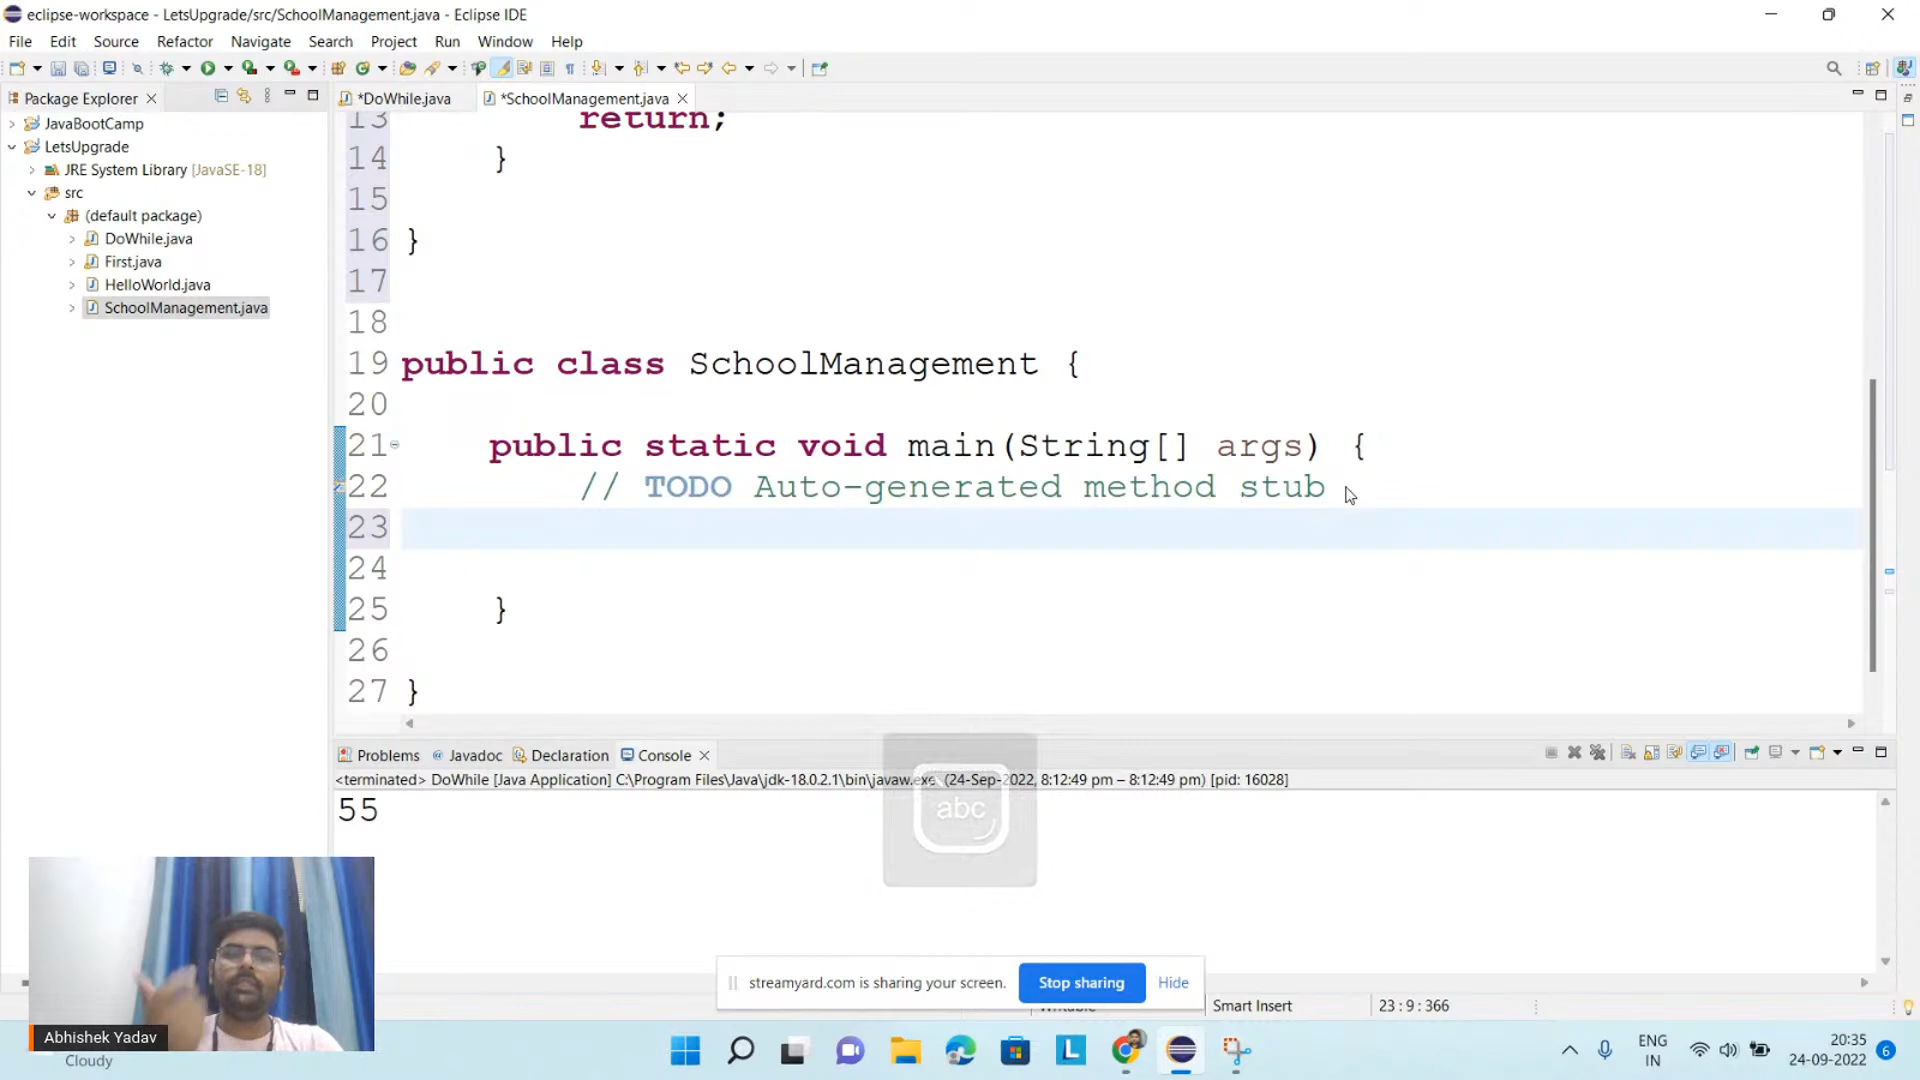 eclipse-workspace - LetsUpgrade/src/SchoolManagement.java - Eclipse IDE
File Edit Source Refactor Navigate Search Project Run Window Help
Package Explorer
*DoWhile.java
*SchoolManagement.java
JavaBootCamp
LetsUpgrade
JRE System Library [JavaSE-18]
src
(default package)
DoWhile.java
First.java
HelloWorld.java
SchoolManagement.java
13 return;
14 }
15
16 }
17
18
19 public class SchoolManagement {
20
21 public static void main(String[] args) {
22 // TODO Auto-generated method stub
23
24
25 }
26
27 }
Problems Javadoc Declaration Console
<terminated> DoWhile [Java Application] C:\Program Files\Java\jdk-18.0.2.1\bin\javaw.exe (24-Sep-2022, 8:12:49 pm – 8:12:49 pm) [pid: 16028]
55
abc
streamyard.com is sharing your screen. Stop sharing Hide
Writable Smart Insert 23 : 9 : 366
Abhishek Yadav
Cloudy
L
ENG
IN
20:35
24-09-2022
6